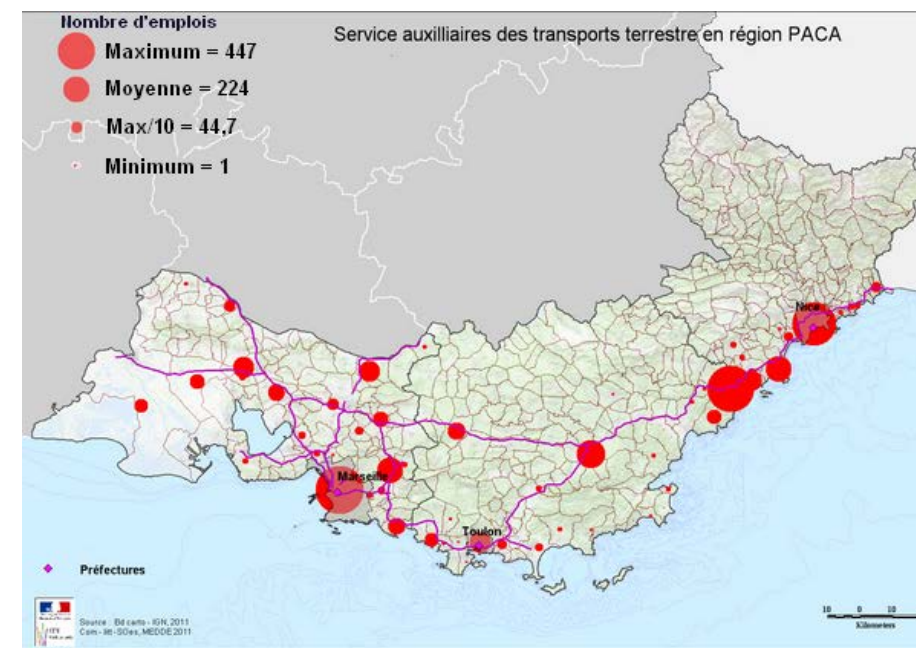 Nombre d'emplois
Service auxilliaires des transports terrestre en région PACA
Maximum = 447
Moyenne = 224
Max/10 = 44,7
Minimum = 1
Nice
Marseille
Toulon
Préfectures
Source : Bd carto - IGN, 2011
10 0 10
Kilometers